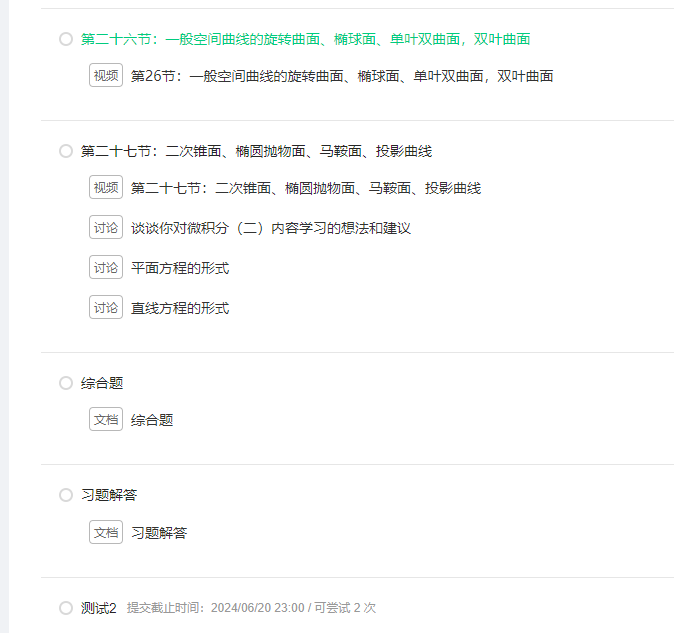 第二十六节：一般空间曲线的旋转曲面、椭球面、单叶双曲面，双叶曲面
视频 第26节：一般空间曲线的旋转曲面、椭球面、单叶双曲面，双叶曲面
第二十七节：二次锥面、椭圆抛物面、马鞍面、投影曲线
视频 第二十七节：二次锥面、椭圆抛物面、马鞍面、投影曲线
讨论 谈谈你对微积分（二）内容学习的想法和建议
讨论 平面方程的形式
讨论 直线方程的形式
综合题
文档 综合题
习题解答
文档 习题解答
测试2 提交截止时间：2024/06/20 23:00 / 可尝试 2 次